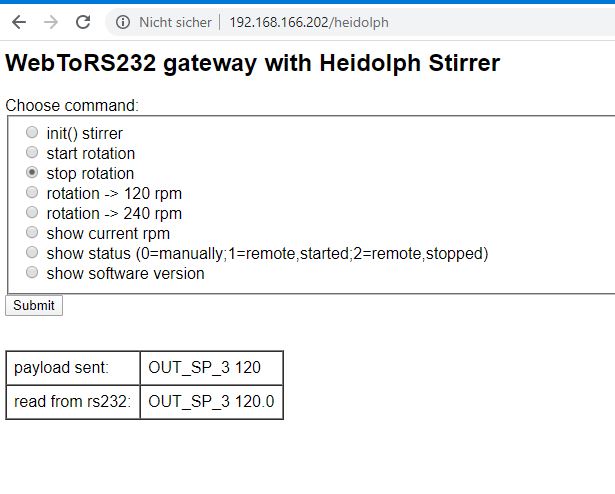 Nicht sicher | 192.168.166.202/heidolph
WebToRS232 gateway with Heidolph Stirrer
Choose command:
init() stirrer
start rotation
stop rotation
rotation -> 120 rpm
rotation -> 240 rpm
show current rpm
show status (0=manually;1=remote,started;2=remote,stopped)
show software version
Submit
payload sent: OUT_SP_3 120
read from rs232: OUT_SP_3 120.0